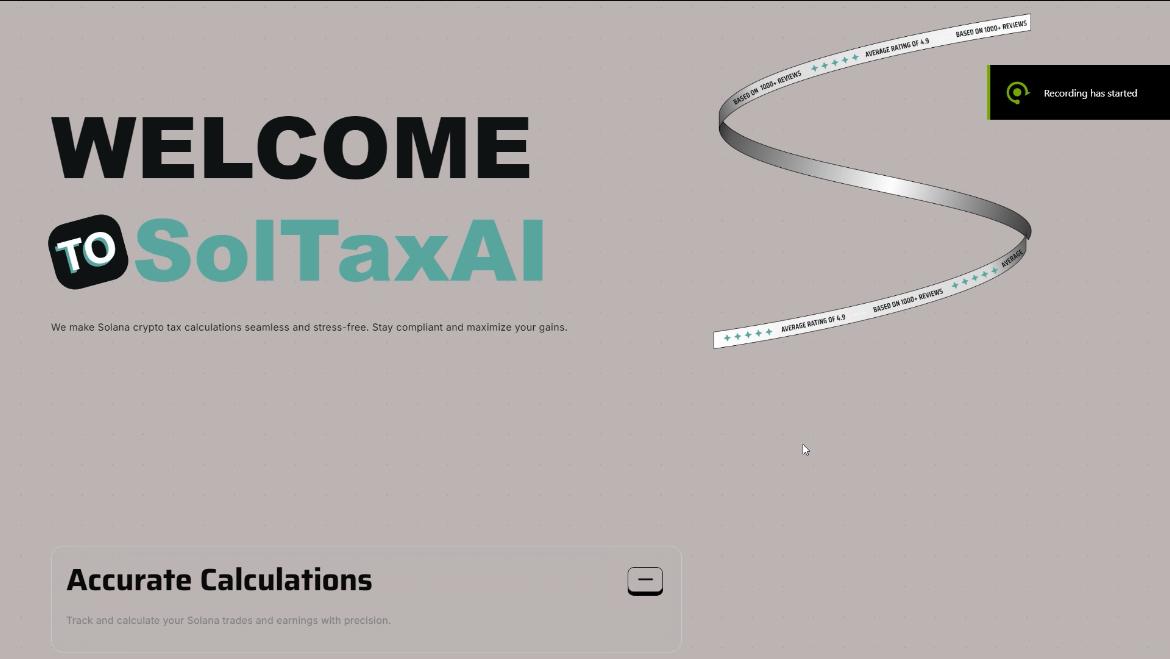 BASED ON 1000+ REVIEWS AVERAGE RATING OF 4.9 BASED ON 1000+ REVIEWS
Recording has started
WELCOME
TO SolTaxAI
AVERAGE RATING OF 4.9 BASED ON 1000+ REVIEWS AVERAGE
We make Solana crypto tax calculations seamless and stress-free. Stay compliant and maximize your gains.
Accurate Calculations
Track and calculate your Solana trades and earnings with precision.